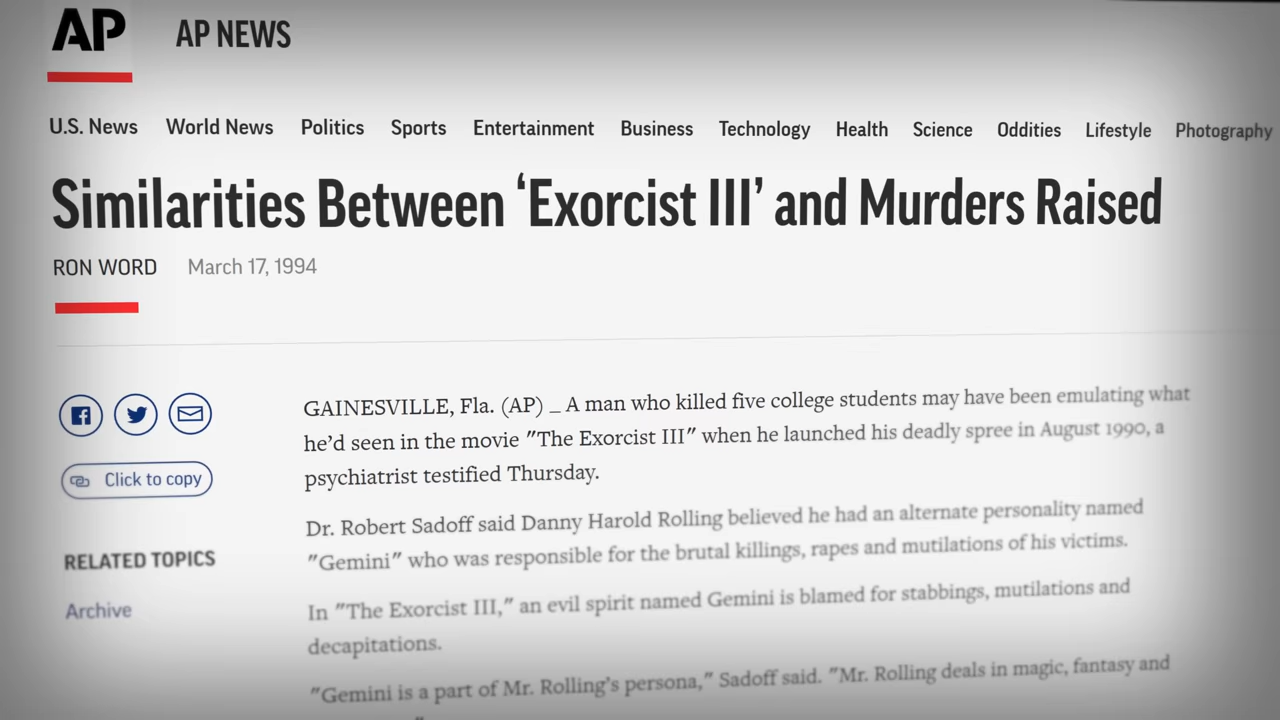 AP AP NEWS
U.S. News World News Politics Sports Entertainment Business Technology Health Science Oddities Lifestyle Photography
Similarities Between ‘Exorcist III’ and Murders Raised
RON WORD March 17, 1994
GAINESVILLE, Fla. (AP) _ A man who killed five college students may have been emulating what
he’d seen in the movie "The Exorcist III" when he launched his deadly spree in August 1990, a
psychiatrist testified Thursday.
Dr. Robert Sadoff said Danny Harold Rolling believed he had an alternate personality named
"Gemini" who was responsible for the brutal killings, rapes and mutilations of his victims.
In "The Exorcist III," an evil spirit named Gemini is blamed for stabbings, mutilations and
decapitations.
"Gemini is a part of Mr. Rolling’s persona," Sadoff said. "Mr. Rolling deals in magic, fantasy and
Click to copy
RELATED TOPICS
Archive